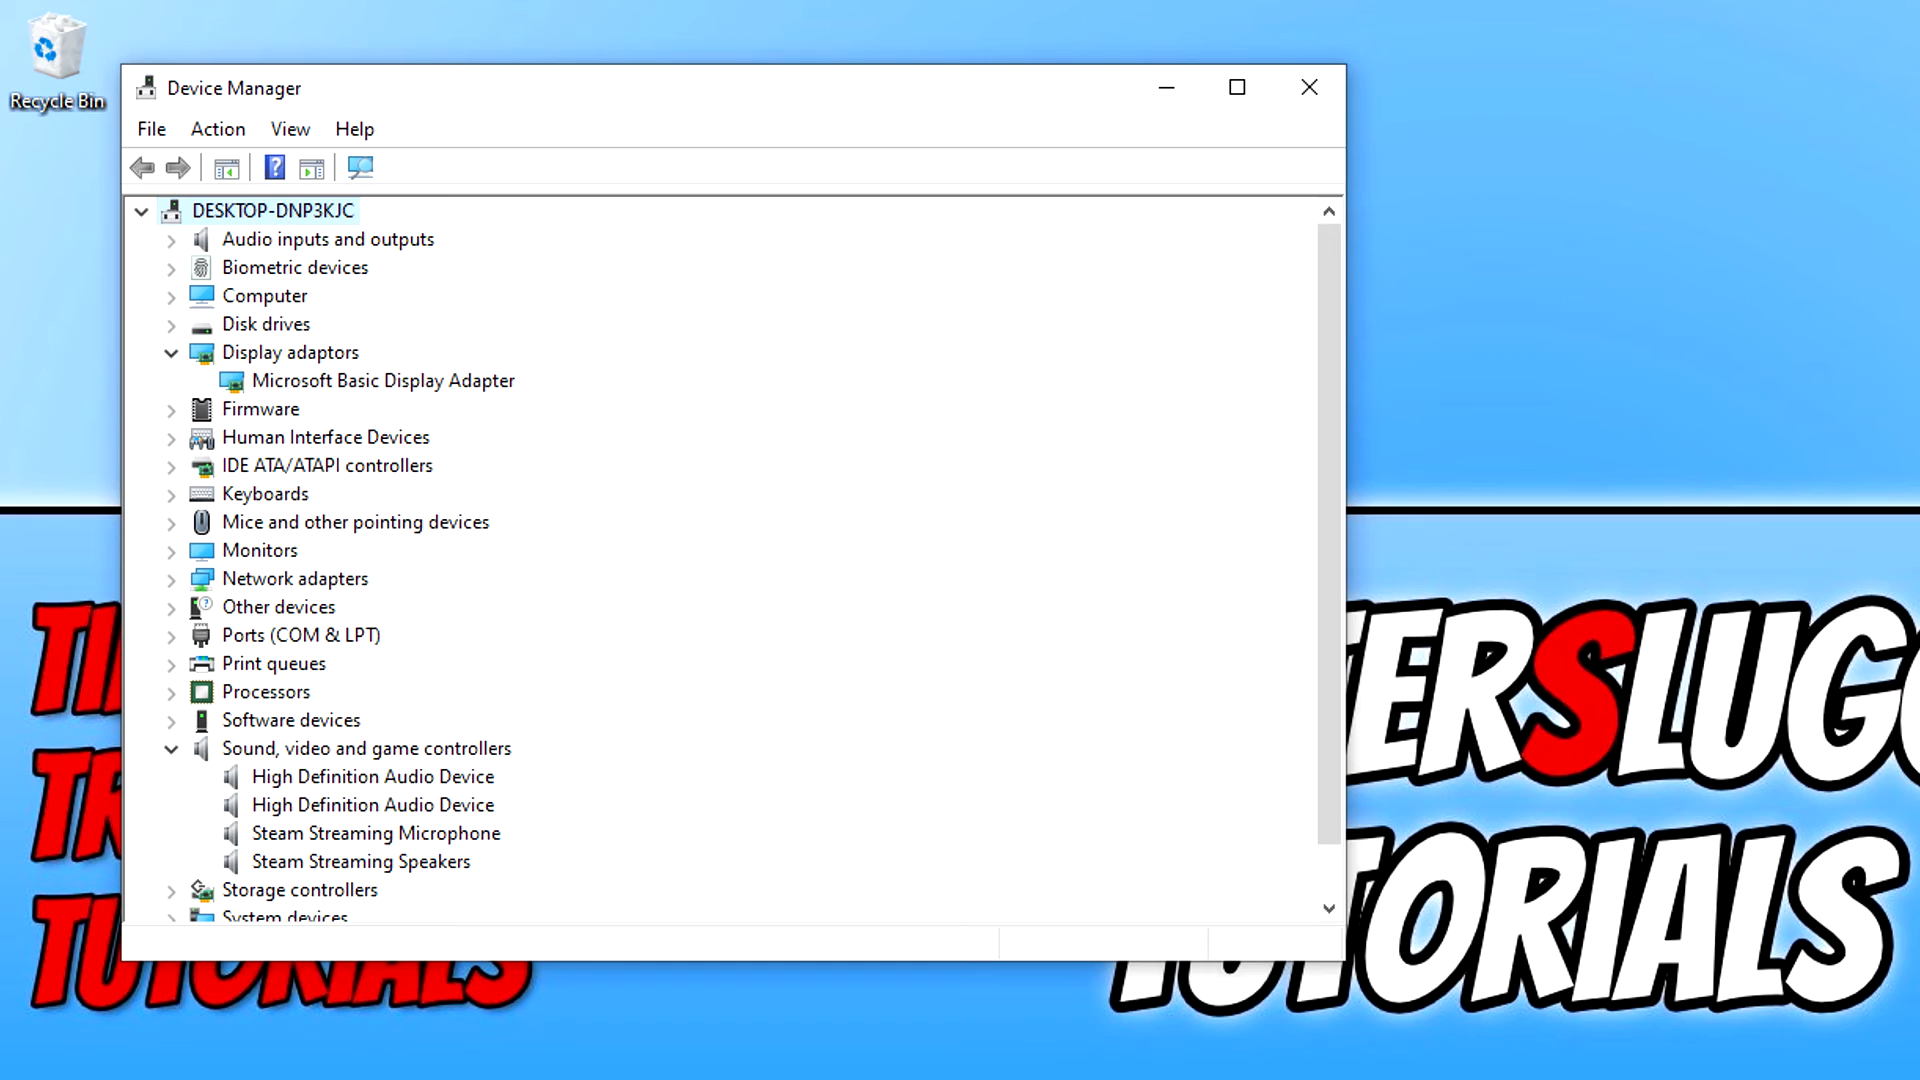 Recycle Bin
Device Manager
File Action View Help
DESKTOP-DNP3KJC
Audio inputs and outputs
Biometric devices
Computer
Disk drives
Display adaptors
Microsoft Basic Display Adapter
Firmware
Human Interface Devices
IDE ATA/ATAPI controllers
Keyboards
Mice and other pointing devices
Monitors
Network adapters
Other devices
Ports (COM & LPT)
Print queues
Processors
Software devices
Sound, video and game controllers
High Definition Audio Device
High Definition Audio Device
Steam Streaming Microphone
Steam Streaming Speakers
Storage controllers
System devices
TUTORIALS
TUTORIALS